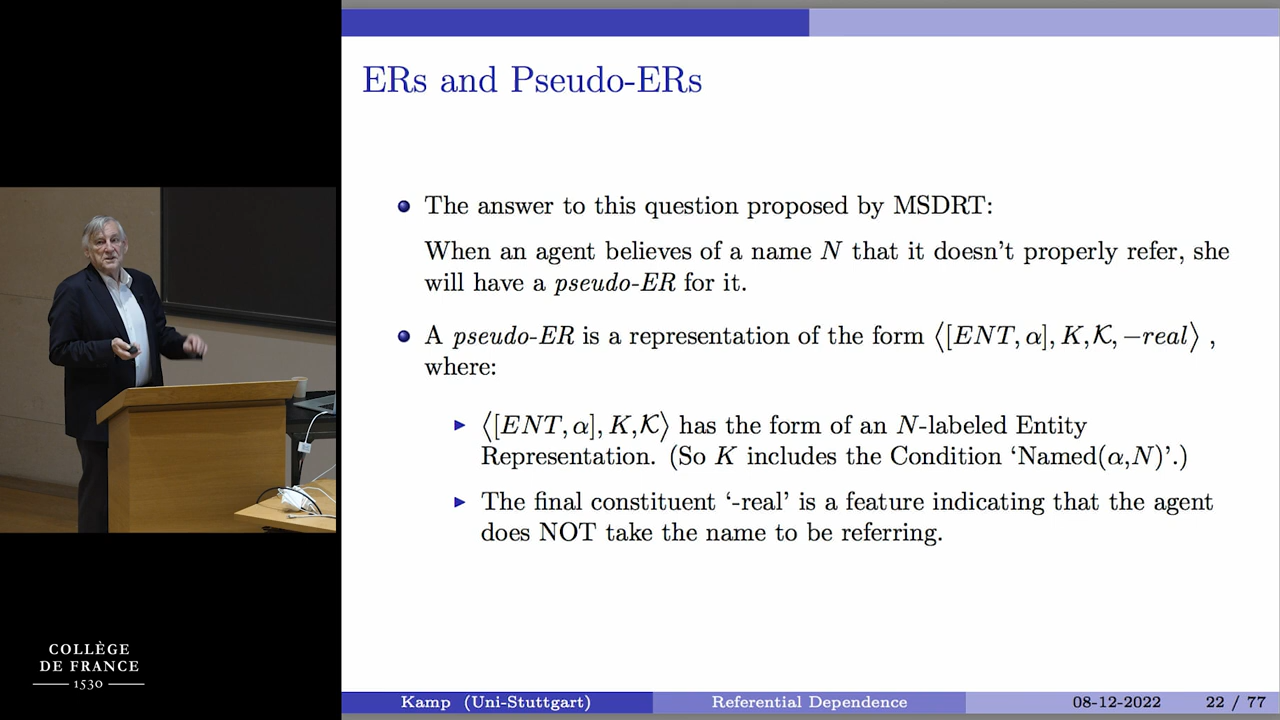 ERs and Pseudo-ERs
The answer to this question proposed by MSDRT:
When an agent believes of a name N that it doesn't properly refer, she
will have a pseudo-ER for it.
A pseudo-ER is a representation of the form ⟨[ENT, α], K, 𝒦, −real⟩ ,
where:
⟨[ENT, α], K, 𝒦⟩ has the form of an N-labeled Entity
Representation. (So K includes the Condition ‘Named(α,N)’.)
The final constituent ‘-real’ is a feature indicating that the agent
does NOT take the name to be referring.
COLLÈGE
DE FRANCE
1530
Kamp (Uni-Stuttgart) Referential Dependence 08-12-2022 22 / 77